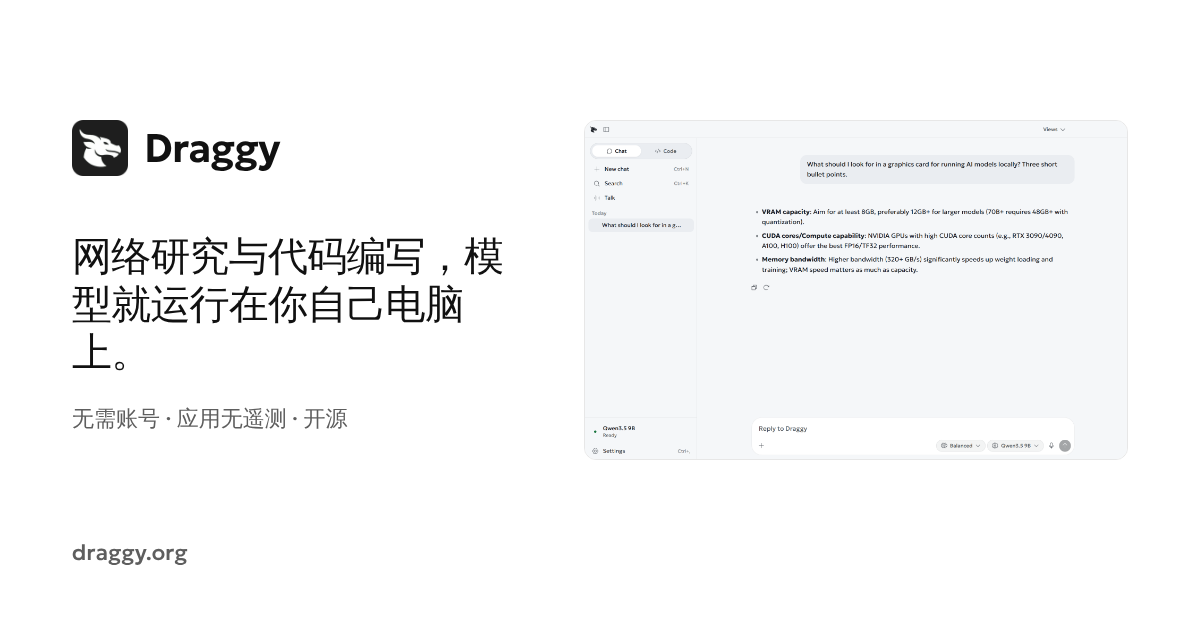 Draggy
网络研究与代码编写，模
型就运行在你自己电脑
上。
无需账号 · 应用无遥测 · 开源
draggy.org
Views
Chat
Code
New chat
Ctrl+N
Search
Ctrl+K
Talk
Today
What should I look for in a g...
What should I look for in a graphics card for running AI models locally? Three short
bullet points.
• VRAM capacity: Aim for at least 8GB, preferably 12GB+ for larger models (70B+ requires 48GB+ with
quantization).
• CUDA cores/Compute capability: NVIDIA GPUs with high CUDA core counts (e.g., RTX 3090/4090,
A100, H100) offer the best FP16/TF32 performance.
• Memory bandwidth: Higher bandwidth (320+ GB/s) significantly speeds up weight loading and
training; VRAM speed matters as much as capacity.
Qwen3.5 9B
Ready
Settings
Ctrl+,
Reply to Draggy
Balanced
Qwen3.5 9B